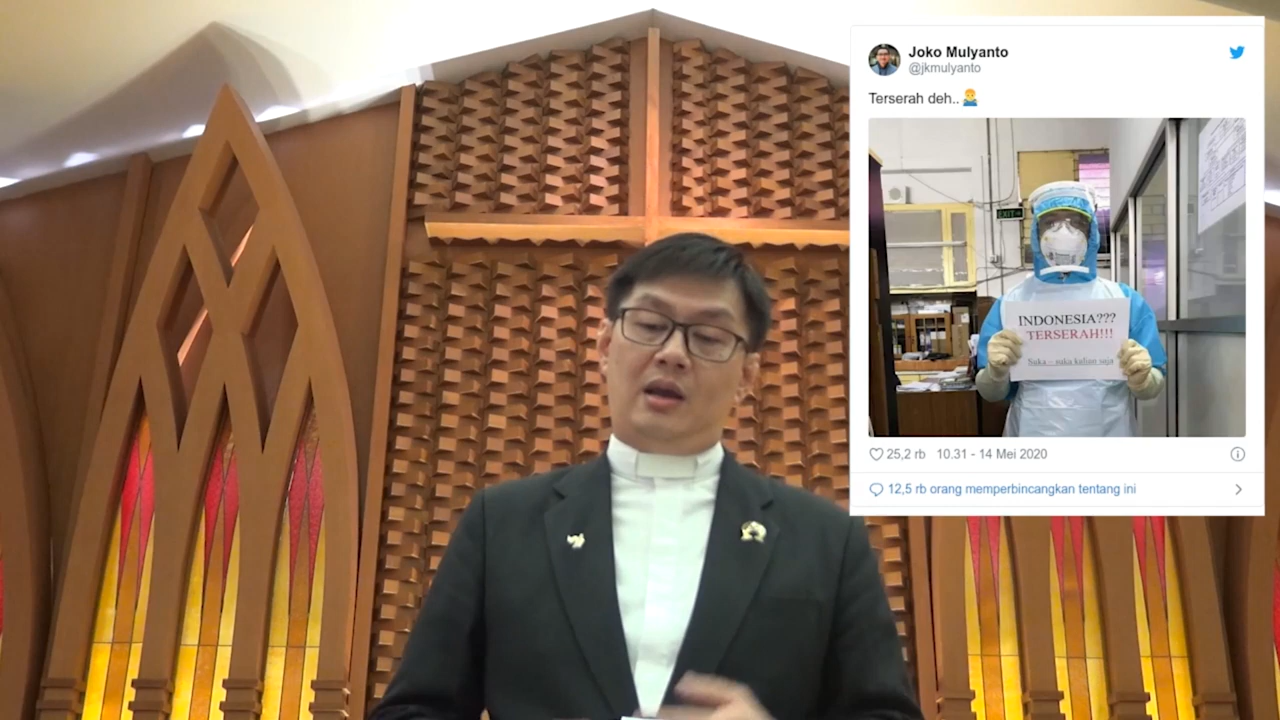 Joko Mulyanto
@jkmulyanto
Terserah deh..
EXIT
INDONESIA???
TERSERAH!!!
Suka - suka kalian saja
25,2 rb 10.31 - 14 Mei 2020
12,5 rb orang memperbincangkan tentang ini